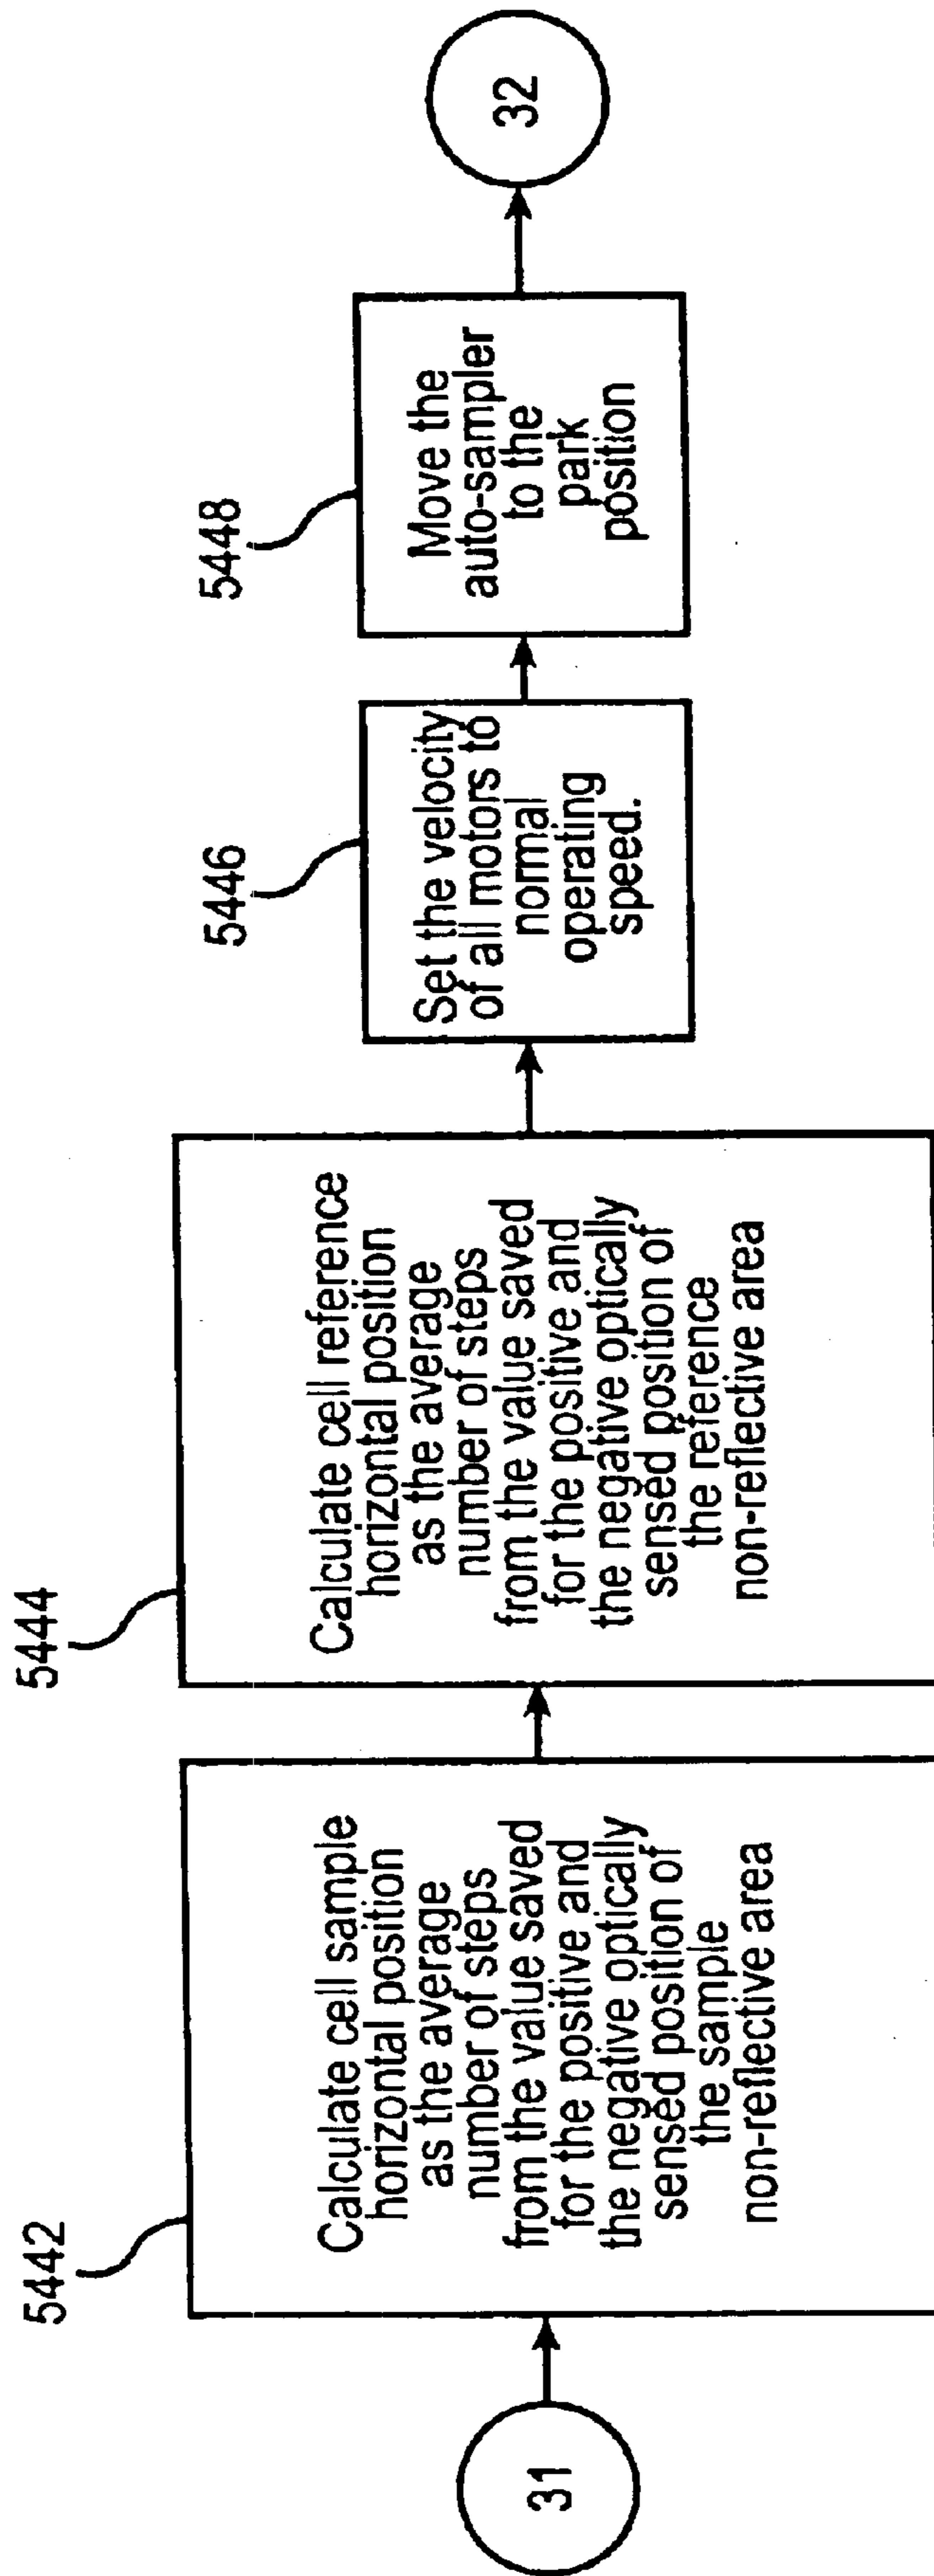 31
5442
Calculate cell sample
horizontal position
as the average
number of steps
from the value saved
for the positive and
the negative optically
sensed position of
the sample
non-reflective area
5444
Calculate cell reference
horizontal position
as the average
number of steps
from the value saved
for the positive and
the negative optically
sensed position of
the reference
non-reflective area
5446
Set the velocity
of all motors to
normal
operating
speed.
5448
Move the
auto-sampler
to the
park
position
32